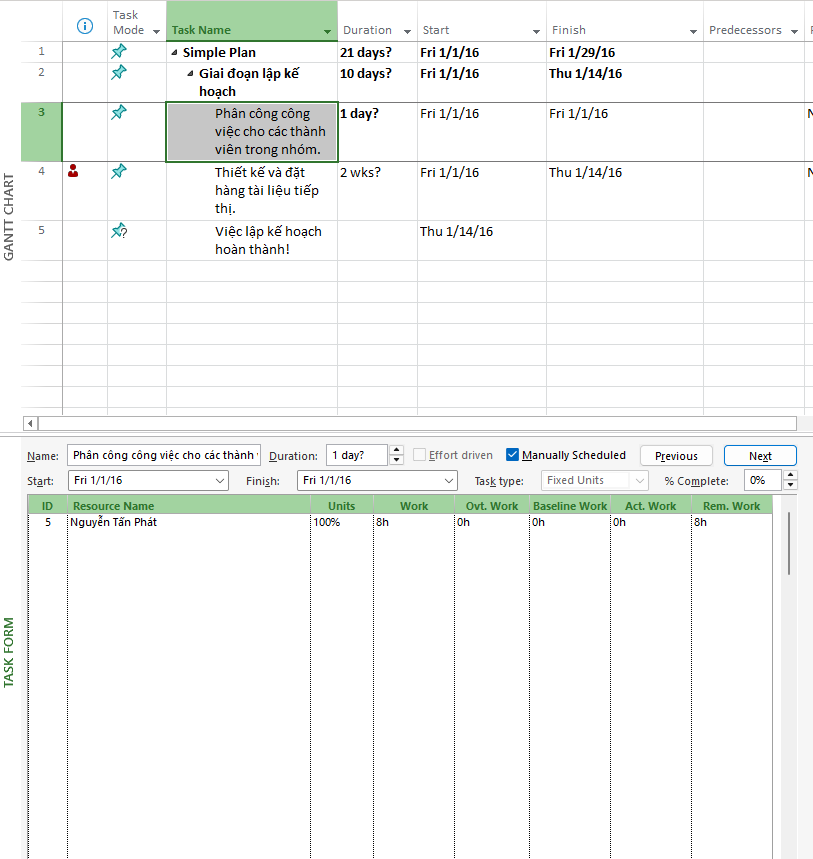 Task
Mode
Task Name
Duration
Start
Finish
Predecessors
1
Simple Plan
21 days?
Fri 1/1/16
Fri 1/29/16
2
Giai đoạn lập kế
hoạch
10 days?
Fri 1/1/16
Thu 1/14/16
3
Phân công công
việc cho các thành
viên trong nhóm.
1 day?
Fri 1/1/16
Fri 1/1/16
4
Thiết kế và đặt
hàng tài liệu tiếp
thị.
2 wks?
Fri 1/1/16
Thu 1/14/16
5
Việc lập kế hoạch
hoàn thành!
Thu 1/14/16
GANTT CHART
Name:
Phân công công việc cho các thành
Duration:
1 day?
Effort driven
Manually Scheduled
Previous
Next
Start:
Fri 1/1/16
Finish:
Fri 1/1/16
Task type:
Fixed Units
% Complete:
0%
ID Resource Name Units Work Ovt. Work Baseline Work Act. Work Rem. Work
5 Nguyễn Tấn Phát 100% 8h 0h 0h 0h 8h
TASK FORM